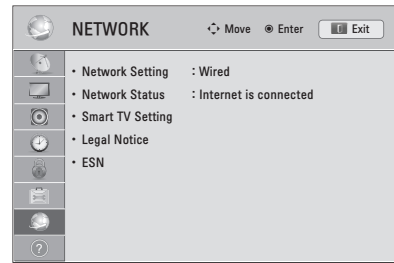 NETWORK Move Enter Exit
• Network Setting : Wired
• Network Status : Internet is connected
• Smart TV Setting
• Legal Notice
• ESN
?